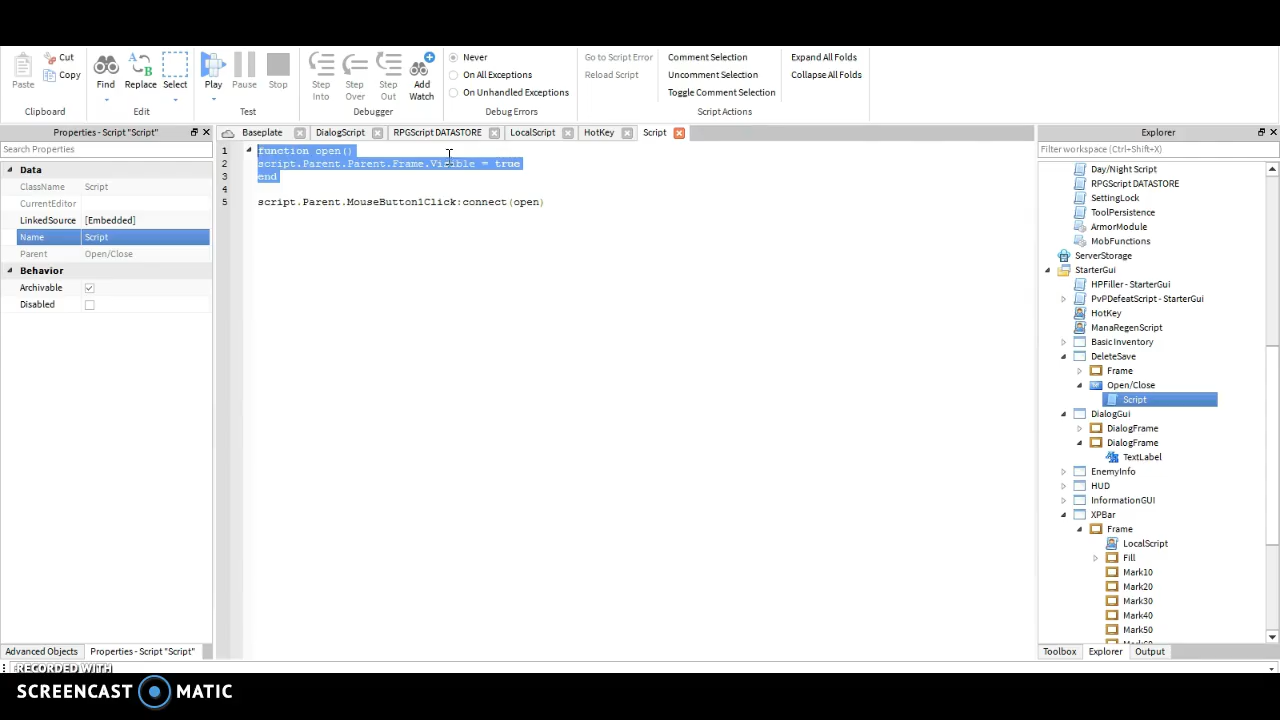 Paste
Cut
Copy
Clipboard
Find
Replace
Select
Edit
Play
Pause
Stop
Test
Step Into
Step Over
Step Out
Add Watch
Debugger
Never
On All Exceptions
On Unhandled Exceptions
Debug Errors
Go to Script Error
Reload Script
Comment Selection
Uncomment Selection
Toggle Comment Selection
Expand All Folds
Collapse All Folds
Script Actions
Properties - Script "Script"
Search Properties
Data
ClassName Script
CurrentEditor
LinkedSource [Embedded]
Name Script
Parent Open/Close
Behavior
Archivable
Disabled
Advanced Objects
Properties - Script "Script"
Baseplate
DialogScript
RPGScript DATASTORE
LocalScript
HotKey
Script
1 function open()
2 script.Parent.Parent.Frame.Visible = true
3 end
4
5 script.Parent.MouseButton1Click:connect(open)
Explorer
Filter workspace (Ctrl+Shift+X)
Day/Night Script
RPGScript DATASTORE
SettingLock
ToolPersistence
ArmorModule
MobFunctions
ServerStorage
StarterGui
HPFiller - StarterGui
PvPDefeatScript - StarterGui
HotKey
ManaRegenScript
Basic Inventory
DeleteSave
Frame
Open/Close
Script
DialogGui
DialogFrame
DialogFrame
TextLabel
EnemyInfo
HUD
InformationGUI
XPBar
Frame
LocalScript
Fill
Mark10
Mark20
Mark30
Mark40
Mark50
Toolbox
Explorer
Output
RECORDED WITH
SCREENCAST MATIC